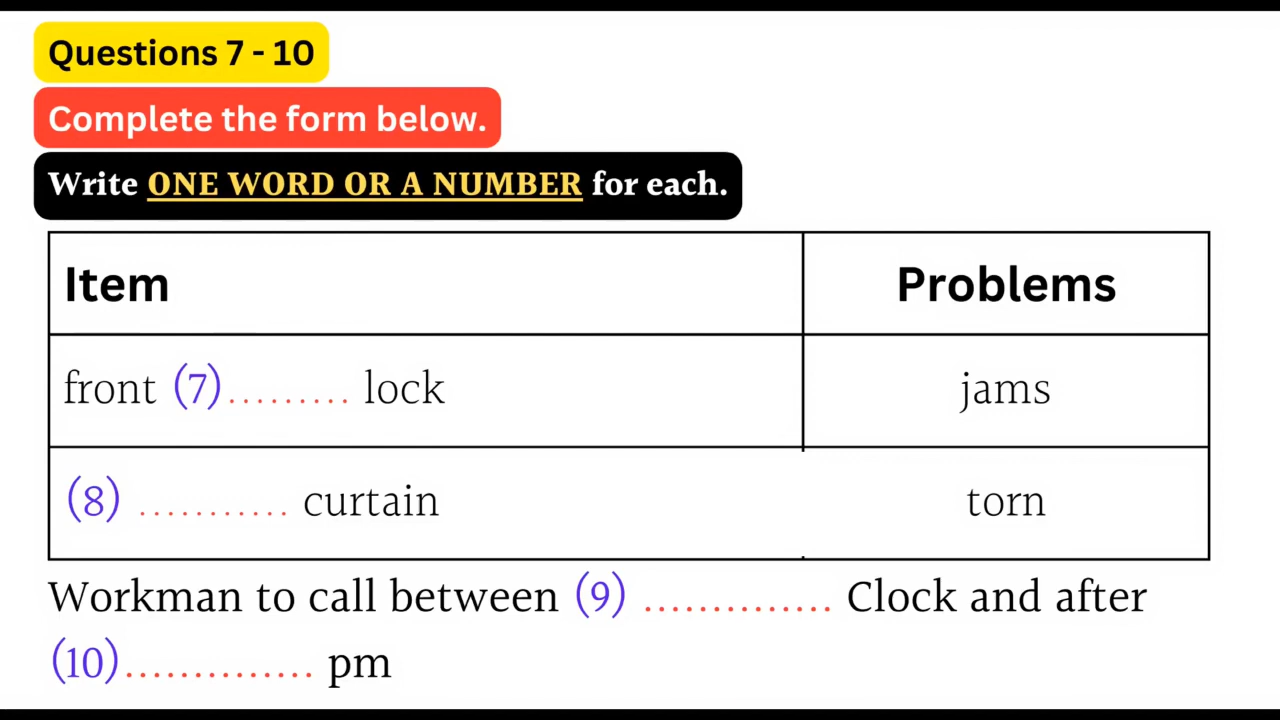 Questions 7 - 10
Complete the form below.
Write ONE WORD OR A NUMBER for each.
Item Problems
front (7)......... lock jams
(8) ........... curtain torn
Workman to call between (9) .............. Clock and after
(10).............. pm